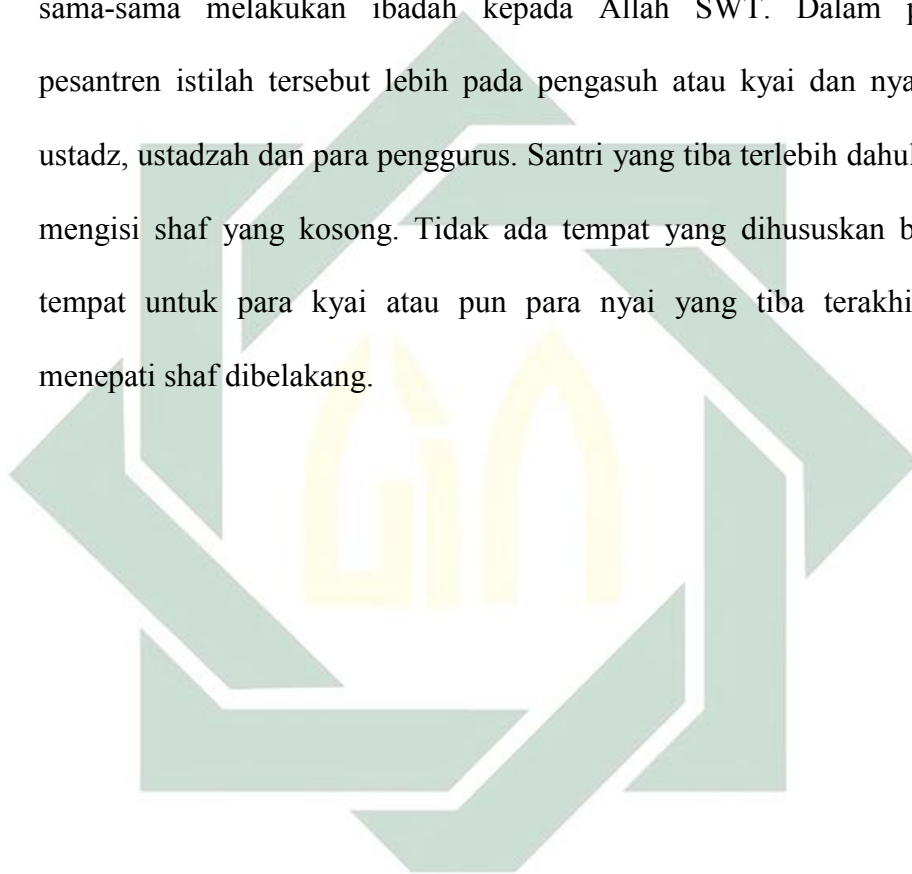 sama-sama melakukan ibadah kepada Allah SWT. Dalam
pesantren istilah tersebut lebih pada pengasuh atau kyai dan
ustadz, ustadzah dan para penggurus. Santri yang tiba terlebih
mengisi shaf yang kosong. Tidak ada tempat yang dihususkan
tempat untuk para kyai atau pun para nyai yang tiba
menepati shaf dibelakang.